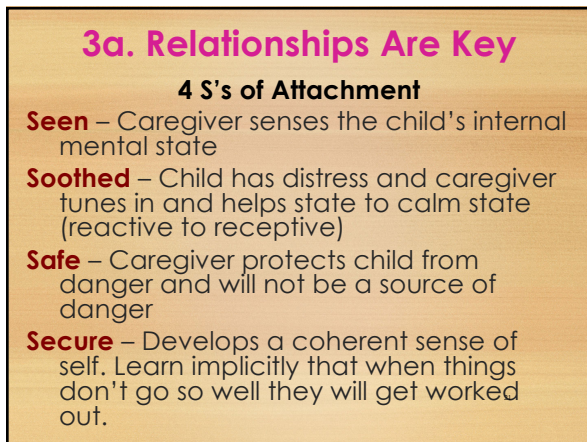 3a. Relationships Are Key
4 S's of Attachment
Seen – Caregiver senses the child's internal
mental state
Soothed – Child has distress and caregiver
tunes in and helps state to calm state
(reactive to receptive)
Safe – Caregiver protects child from
danger and will not be a source of
danger
Secure – Develops a coherent sense of
self. Learn implicitly that when things
don't go so well they will get worked
out.